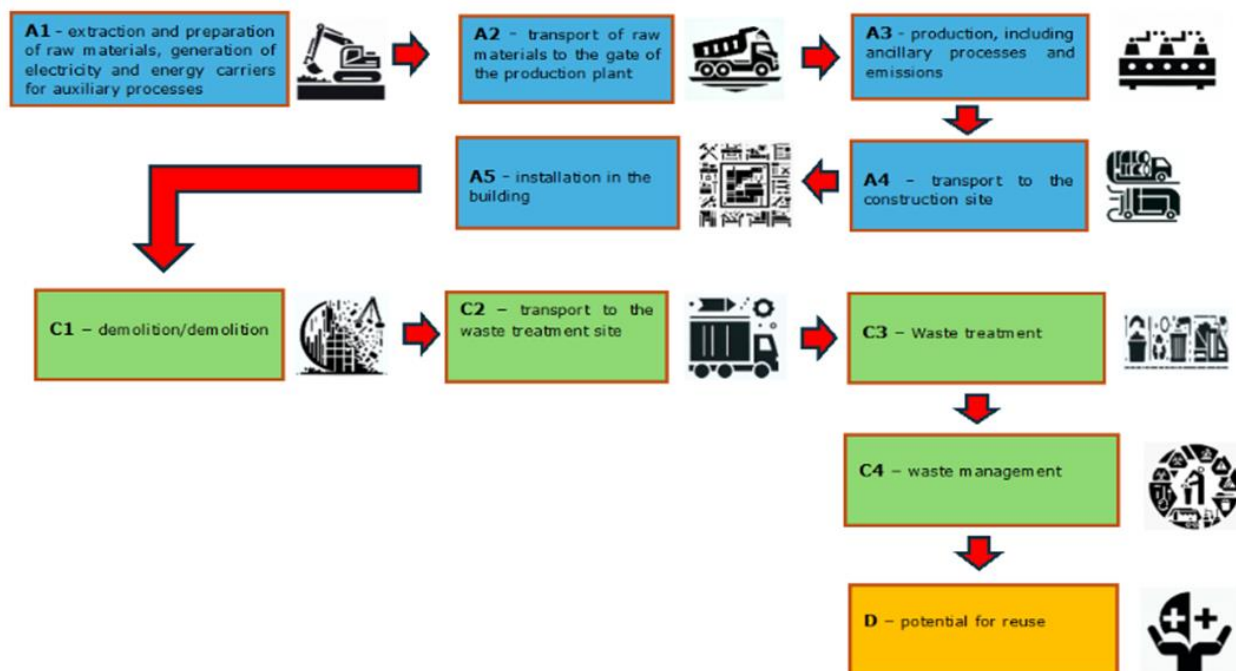 A1 - extraction and preparation
of raw materials, generation of
electricity and energy carriers
for auxiliary processes
A2 - transport of raw
materials to the gate of
the production plant
A3 - production, including
ancillary processes and
emissions
A5 - installation in the
building
A4 - transport to the
construction site
C1 – demolition/demolition
C2 – transport to the
waste treatment site
C3 – Waste treatment
C4 – waste management
D – potential for reuse